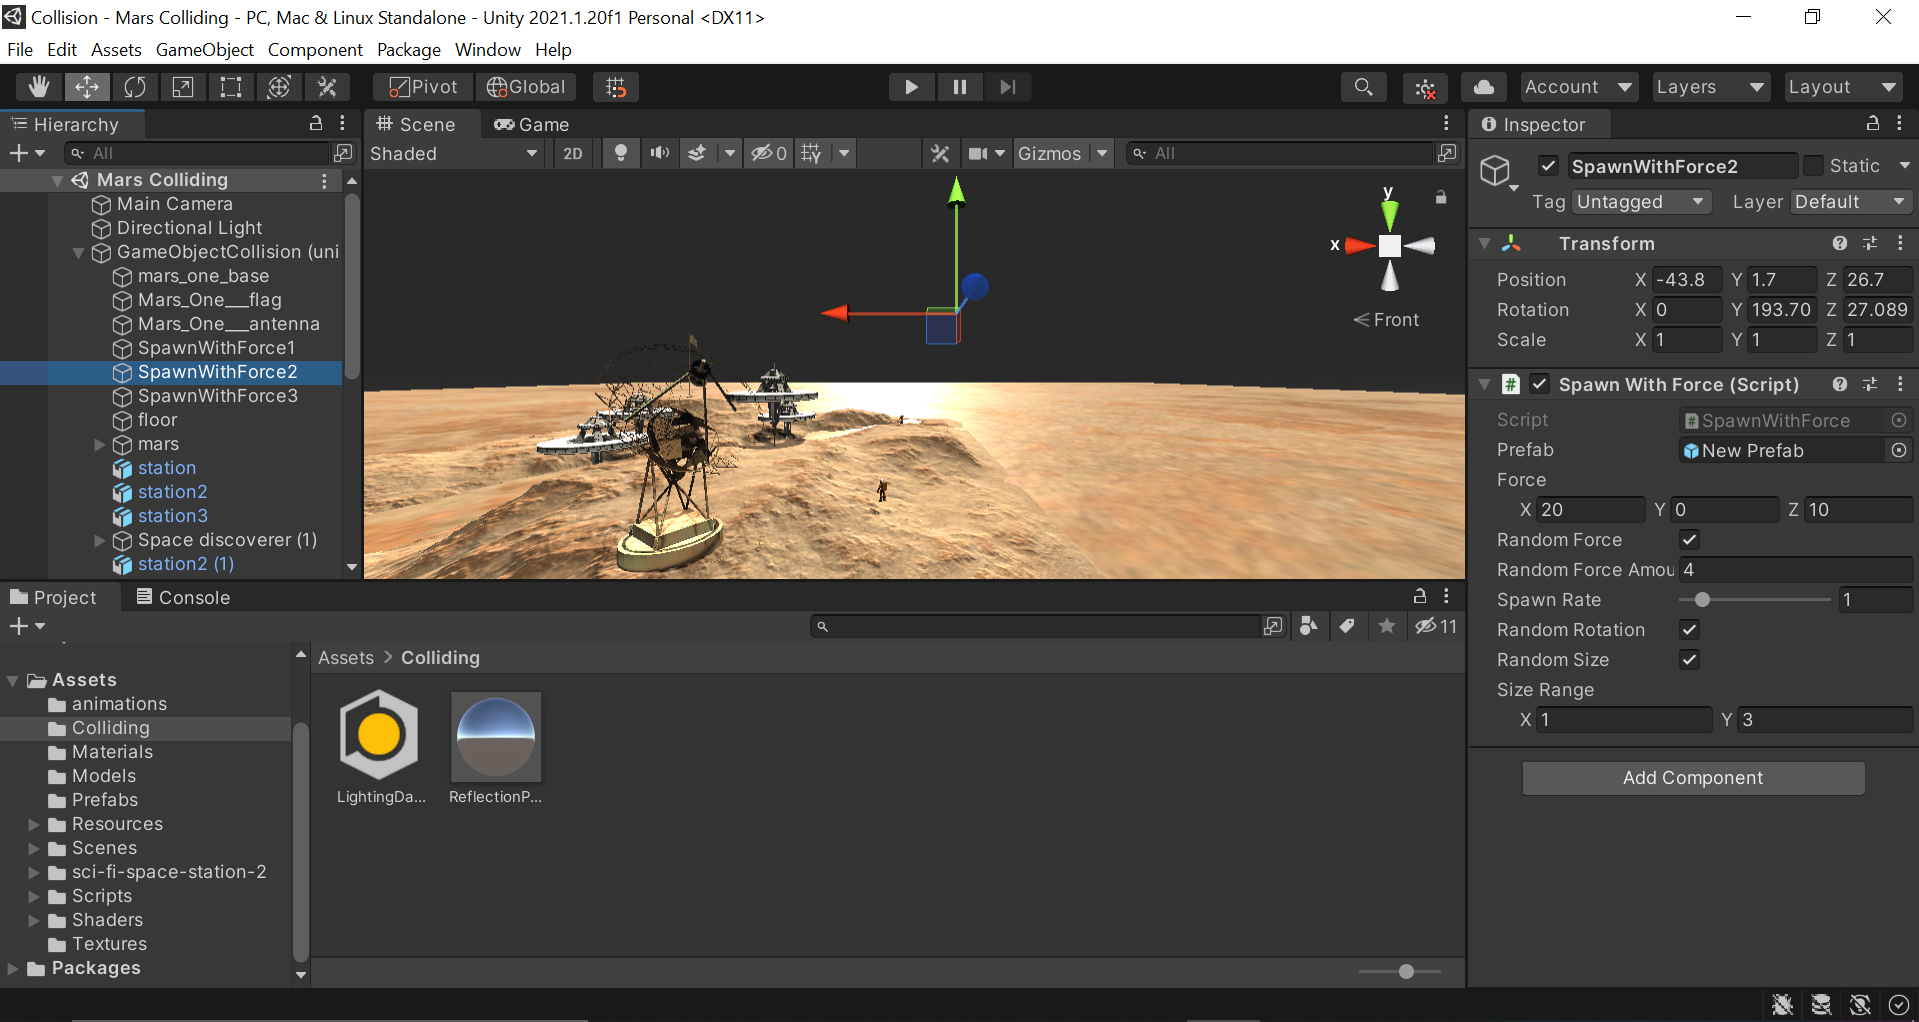 Collision - Mars Colliding - PC, Mac & Linux Standalone - Unity 2021.1.20f1 Personal <DX11>
File Edit Assets GameObject Component Package Window Help
Pivot Global Account Layers Layout
Hierarchy
All
Mars Colliding
Main Camera
Directional Light
GameObjectCollision (uni
mars_one_base
Mars_One__flag
Mars_One__antenna
SpawnWithForce1
SpawnWithForce2
SpawnWithForce3
floor
mars
station
station2
station3
Space discoverer (1)
station2 (1)
Scene Game
Shaded 2D 0 Gizmos All
y
x
Front
Inspector
SpawnWithForce2 Static
Tag Untagged Layer Default
Transform
Position X -43.8 Y 1.7 Z 26.7
Rotation X 0 Y 193.70 Z 27.089
Scale X 1 Y 1 Z 1
# Spawn With Force (Script)
Script # SpawnWithForce
Prefab New Prefab
Force
X 20 Y 0 Z 10
Random Force
Random Force Amou 4
Spawn Rate 1
Random Rotation
Random Size
Size Range
X 1 Y 3
Add Component
Project Console
11
Assets
animations
Colliding
Materials
Models
Prefabs
Resources
Scenes
sci-fi-space-station-2
Scripts
Shaders
Textures
Packages
Assets > Colliding
LightingDa... ReflectionP...